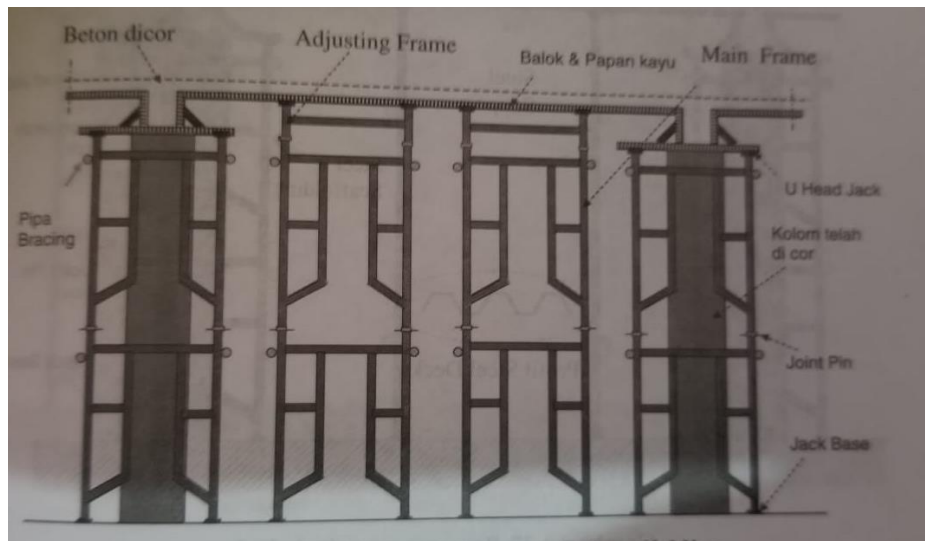 Beton dicor
Adjusting Frame
Balok & Papan kayu
Main Frame
U Head Jack
Pipa
Bracing
Kolom telah
di cor
Joint Pin
Jack Base